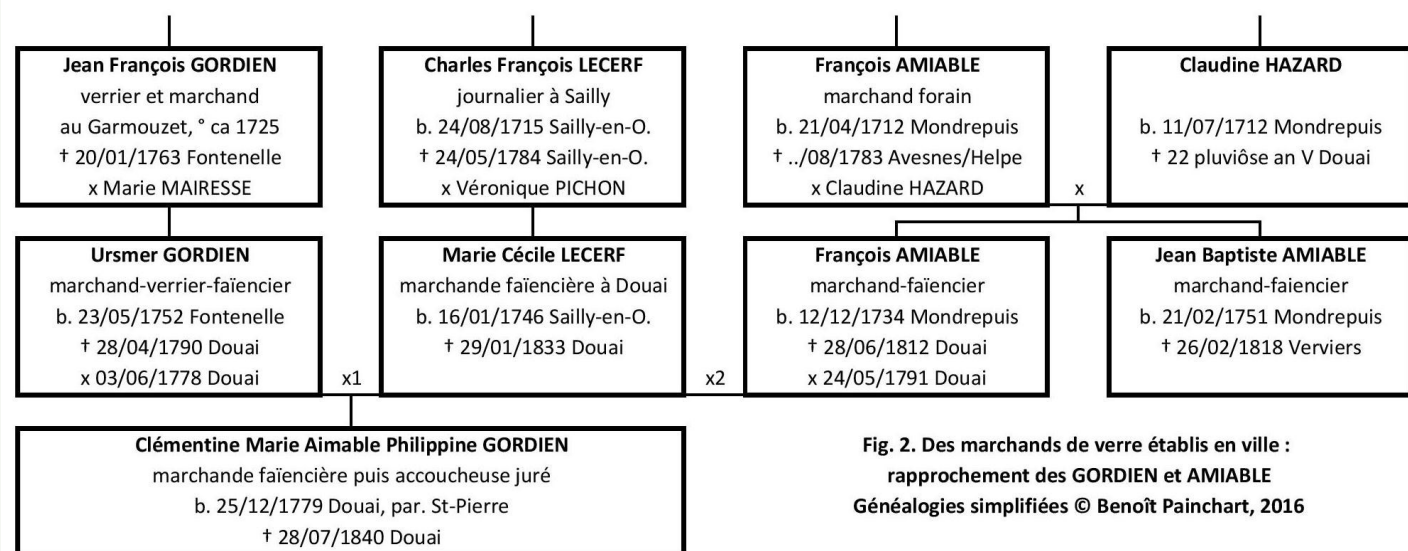 Jean François GORDIEN
verrier et marchand
au Garmouzet, ° ca 1725
† 20/01/1763 Fontenelle
x Marie MAIRESSE
Charles François LECERF
journalier à Sailly
b. 24/08/1715 Sailly-en-O.
† 24/05/1784 Sailly-en-O.
x Véronique PICHON
François AMIABLE
marchand forain
b. 21/04/1712 Mondrepuis
† ../08/1783 Avesnes/Helpe
x Claudine HAZARD
x
Claudine HAZARD
b. 11/07/1712 Mondrepuis
† 22 pluviôse an V Douai
Ursmer GORDIEN
marchand-verrier-faïencier
b. 23/05/1752 Fontenelle
† 28/04/1790 Douai
x 03/06/1778 Douai
x1
Marie Cécile LECERF
marchande faïencière à Douai
b. 16/01/1746 Sailly-en-O.
† 29/01/1833 Douai
x2
François AMIABLE
marchand-faïencier
b. 12/12/1734 Mondrepuis
† 28/06/1812 Douai
x 24/05/1791 Douai
Jean Baptiste AMIABLE
marchand-faiencier
b. 21/02/1751 Mondrepuis
† 26/02/1818 Verviers
Clémentine Marie Aimable Philippine GORDIEN
marchande faïencière puis accoucheuse juré
b. 25/12/1779 Douai, par. St-Pierre
† 28/07/1840 Douai
Fig. 2. Des marchands de verre établis en ville :
rapprochement des GORDIEN et AMIABLE
Généalogies simplifiées © Benoît Painchart, 2016